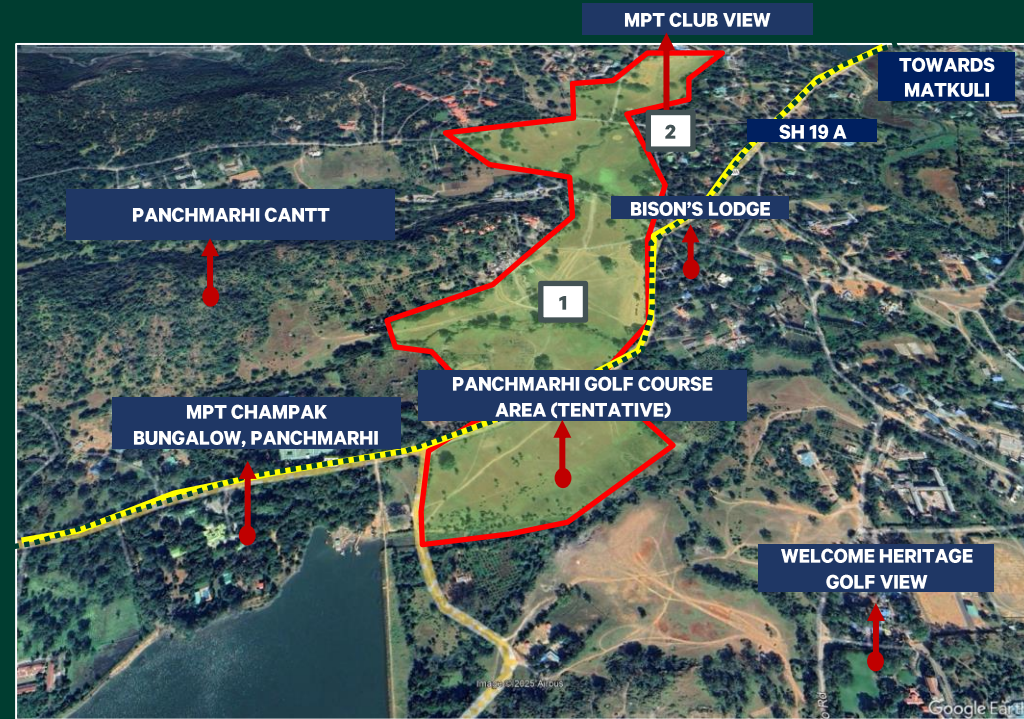 MPT CLUB VIEW
TOWARDS
MATKULI
2
SH 19 A
PANCHMARHI CANTT
BISON'S LODGE
1
PANCHMARHI GOLF COURSE
AREA (TENTATIVE)
MPT CHAMPAK
BUNGALOW, PANCHMARHI
WELCOME HERITAGE
GOLF VIEW
Image © 2025 Airbus
Google Earth